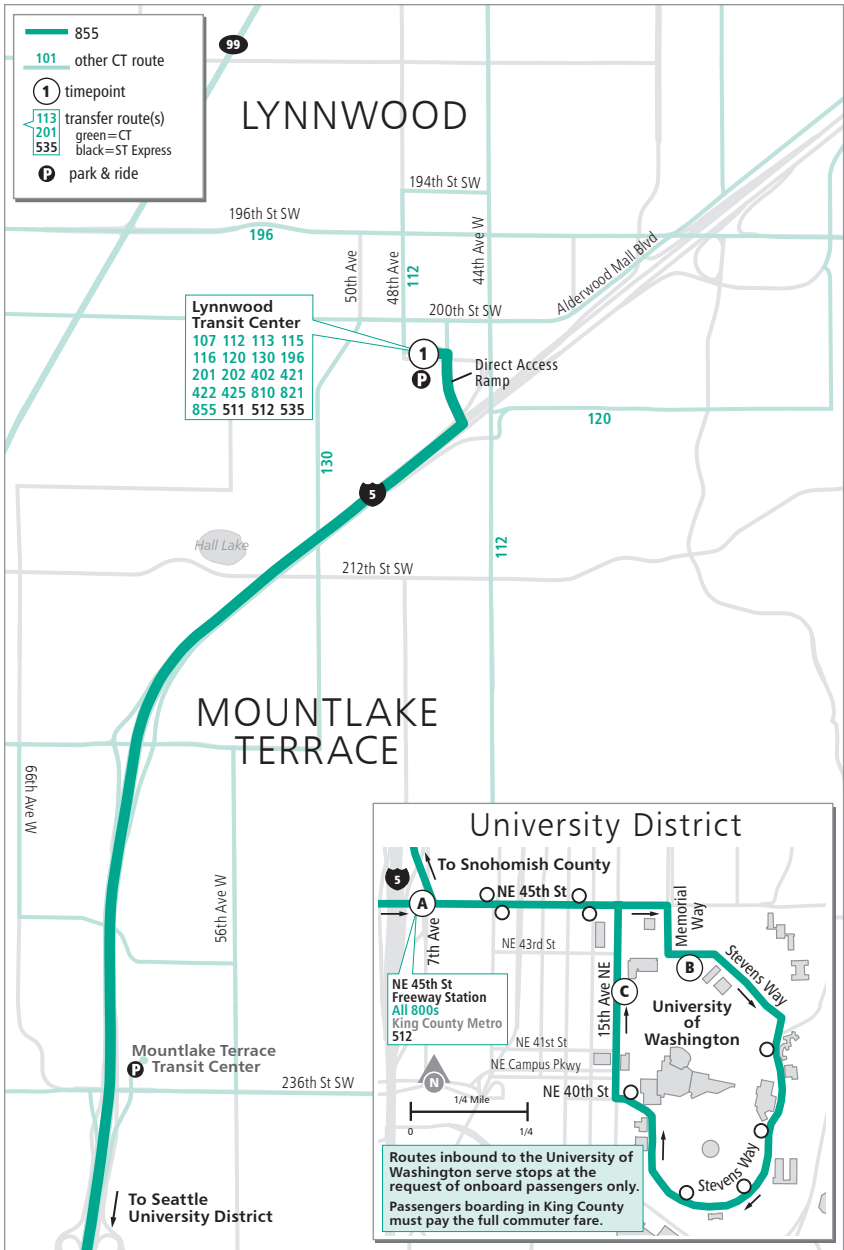 855
101
other CT route
1
timepoint
113
201
535
transfer route(s)
green=CT
black=ST Express
P
park & ride
99
LYNNWOOD
194th St SW
196th St SW
196
50th Ave
48th Ave
112
44th Ave W
Alderwood Mall Blvd
200th St SW
Lynnwood
Transit Center
107 112 113 115
116 120 130 196
201 202 402 421
422 425 810 821
855 511 512 535
1
P
Direct Access
Ramp
120
130
5
112
Hall Lake
212th St SW
MOUNTLAKE
TERRACE
66th Ave W
56th Ave W
Mountlake Terrace
Transit Center
P
236th St SW
To Seattle
University District
University District
To Snohomish County
5
A
NE 45th St
7th Ave
Memorial
Way
NE 43rd St
B
Stevens Way
NE 45th St
Freeway Station
All 800s
King County Metro
512
15th Ave NE
C
University
of
Washington
NE 41st St
NE Campus Pkwy
N
NE 40th St
1/4 Mile
0
1/4
Stevens Way
Routes inbound to the University of
Washington serve stops at the
request of onboard passengers only.
Passengers boarding in King County
must pay the full commuter fare.